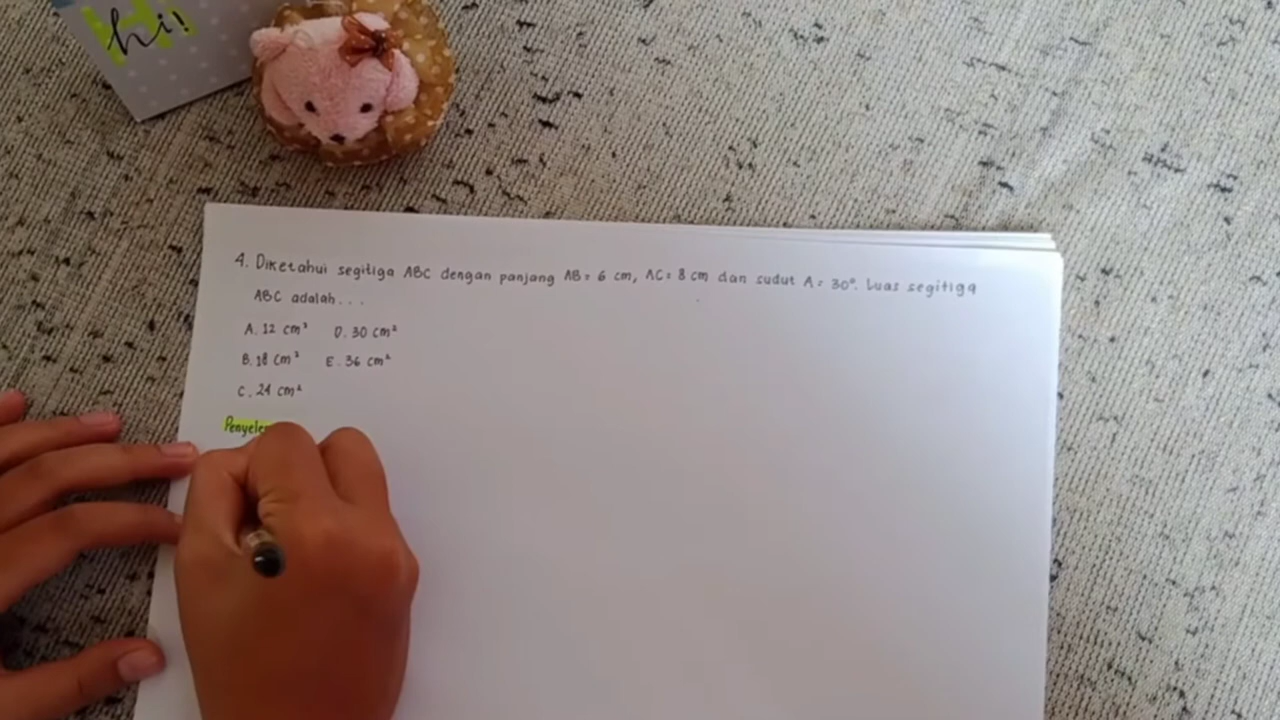 hi!
4. Diketahui segitiga ABC dengan panjang AB = 6 cm, AC = 8 cm dan sudut A = 30°. Luas segitiga
ABC adalah...
A. 12 cm² D. 30 cm²
B. 18 cm² E. 36 cm²
C. 24 cm²